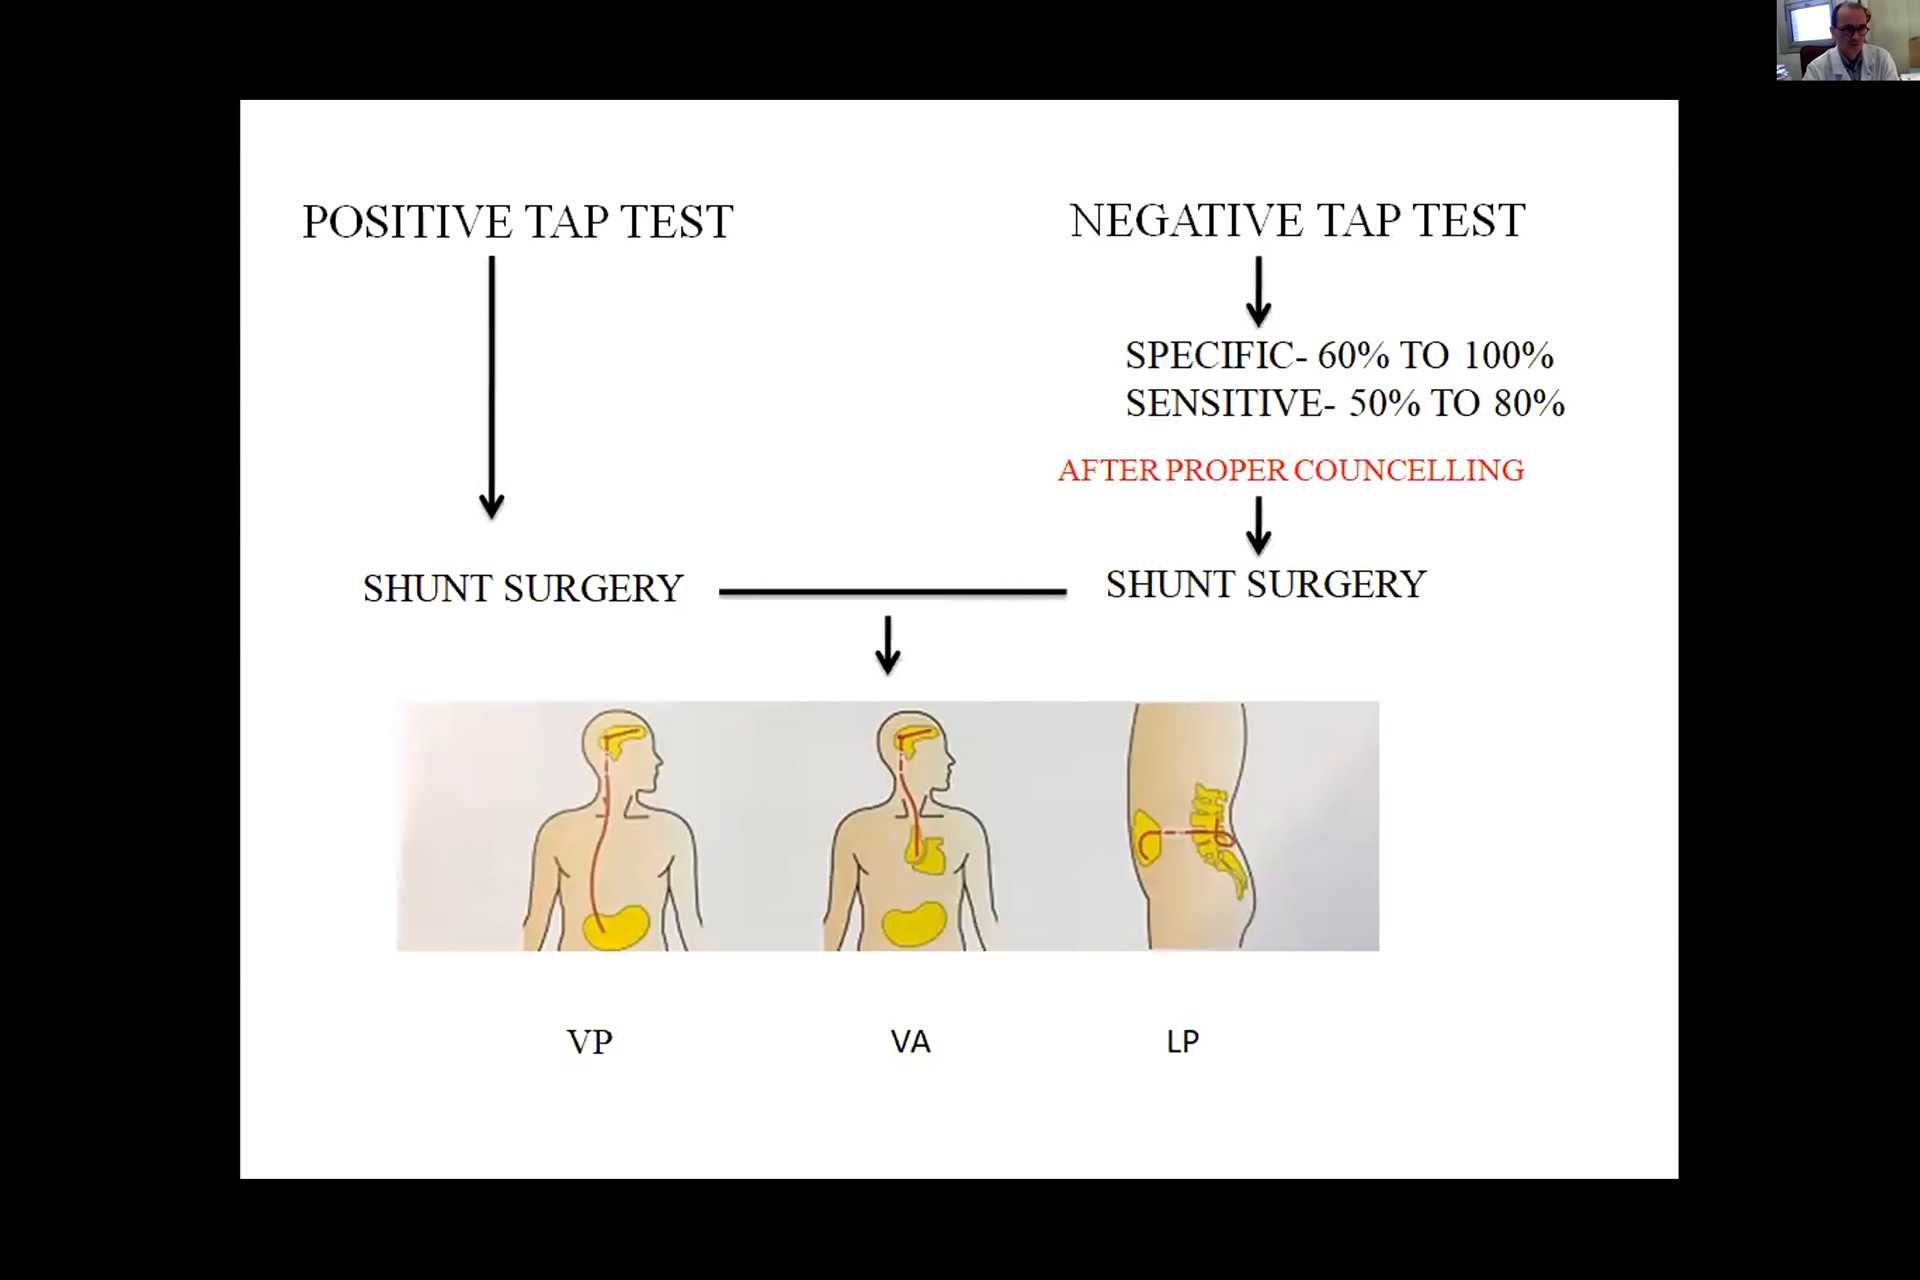 POSITIVE TAP TEST
NEGATIVE TAP TEST
SPECIFIC- 60% TO 100%
SENSITIVE- 50% TO 80%
AFTER PROPER COUNCELLING
SHUNT SURGERY
SHUNT SURGERY
VP
VA
LP